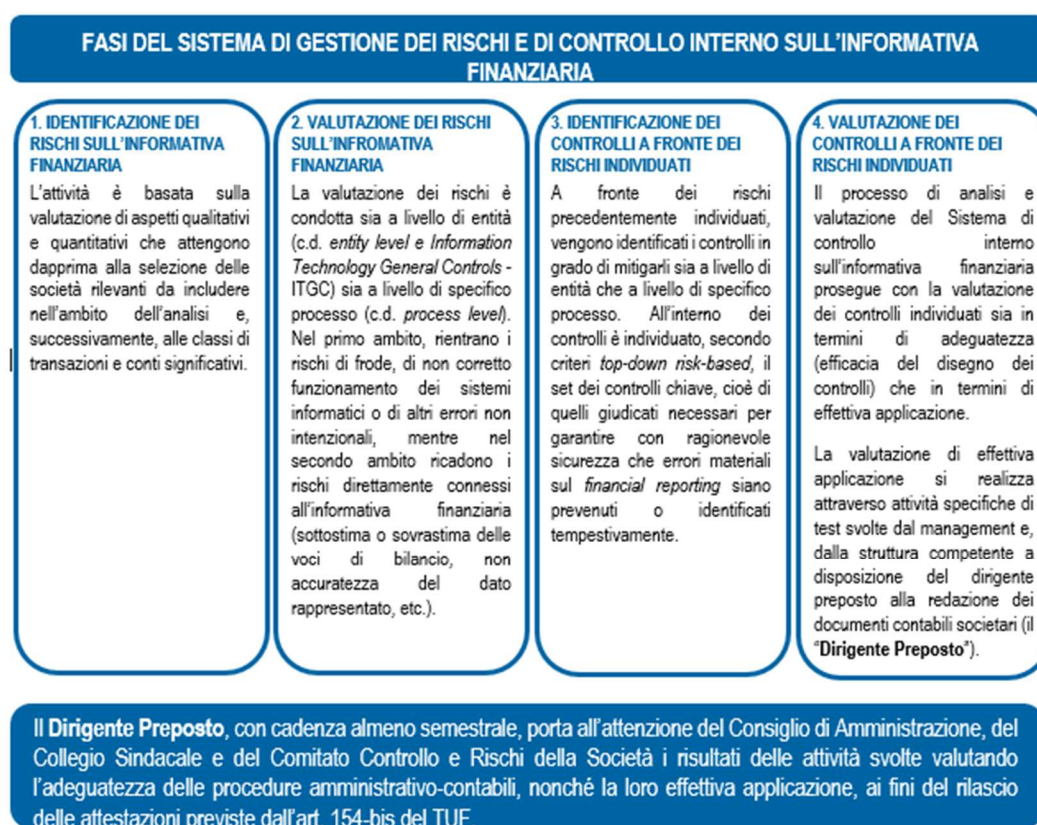 FASI DEL SISTEMA DI GESTIONE DEI RISCHI E DI CONTROLLO INTERNO SULL'INFORMATIVA
FINANZIARIA
1. IDENTIFICAZIONE DEI
RISCHI SULL'INFORMATIVA
FINANZIARIA
L'attività è basata sulla
valutazione di aspetti qualitativi
e quantitativi che attengono
dapprima alla selezione delle
società rilevanti da includere
nell'ambito dell'analisi e,
successivamente, alle classi di
transazioni e conti significativi.
2. VALUTAZIONE DEI RISCHI
SULL'INFROMATIVA
FINANZIARIA
La valutazione dei rischi è
condotta sia a livello di entità
(c.d. entity level e Information
Technology General Controls -
ITGC) sia a livello di specifico
processo (c.d. process level).
Nel primo ambito, rientrano i
rischi di frode, di non corretto
funzionamento dei sistemi
informatici o di altri errori non
intenzionali, mentre nel
secondo ambito ricadono i
rischi direttamente connessi
all'informativa finanziaria
(sottostima o sovrastima delle
voci di bilancio, non
accuratezza del dato
rappresentato, etc.).
3. IDENTIFICAZIONE DEI
CONTROLLI A FRONTE DEI
RISCHI INDIVIDUATI
A fronte dei rischi
precedentemente individuati,
vengono identificati i controlli in
grado di mitigarli sia a livello di
entità che a livello di specifico
processo. All'interno dei
controlli è individuato, secondo
criteri top-down risk-based, il
set dei controlli chiave, cioè di
quelli giudicati necessari per
garantire con ragionevole
sicurezza che errori materiali
sul financial reporting siano
prevenuti o identificati
tempestivamente.
4. VALUTAZIONE DEI
CONTROLLI A FRONTE DEI
RISCHI INDIVIDUATI
Il processo di analisi e
valutazione del Sistema di
controllo interno
sull'informativa finanziaria
prosegue con la valutazione
dei controlli individuati sia in
termini di adeguatezza
(efficacia del disegno dei
controlli) che in termini di
effettiva applicazione.
La valutazione di effettiva
applicazione si realizza
attraverso attività specifiche di
test svolte dal management e,
dalla struttura competente a
disposizione del dirigente
preposto alla redazione dei
documenti contabili societari (il
"Dirigente Preposto").
Il Dirigente Preposto, con cadenza almeno semestrale, porta all'attenzione del Consiglio di Amministrazione, del
Collegio Sindacale e del Comitato Controllo e Rischi della Società i risultati delle attività svolte valutando
l'adeguatezza delle procedure amministrativo-contabili, nonché la loro effettiva applicazione, ai fini del rilascio
delle attestazioni previste dall'art. 154-bis del TUF